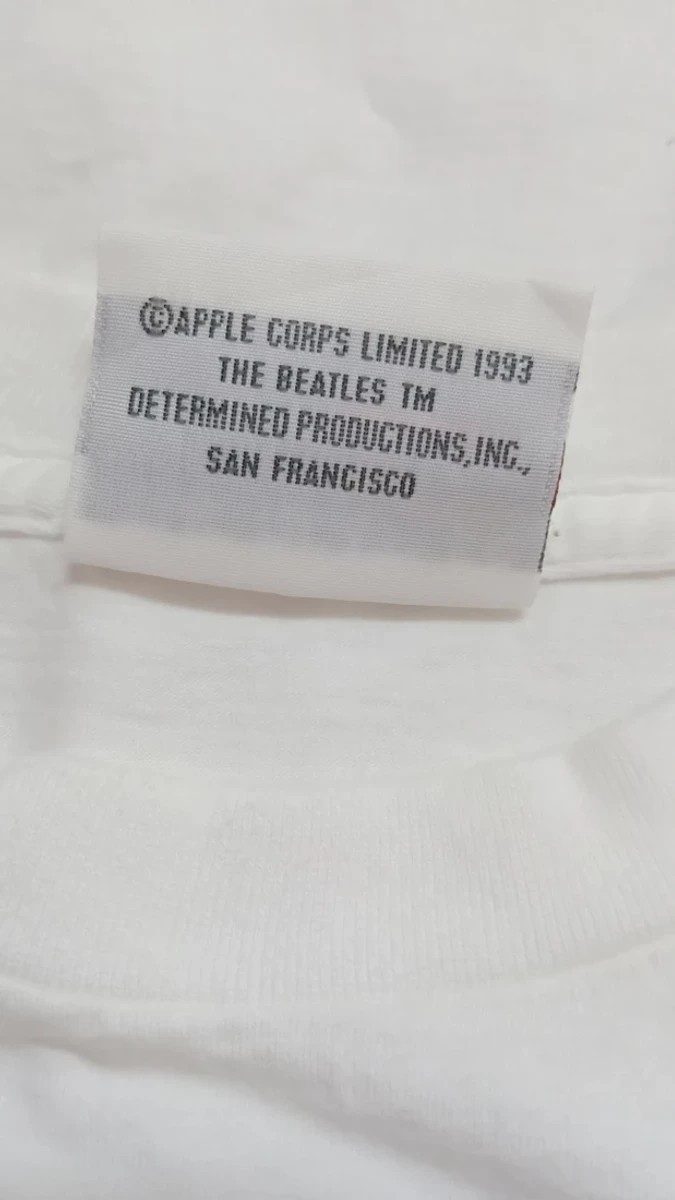 ©APPLE CORPS LIMITED 1993
THE BEATLES TM
DETERMINED PRODUCTIONS,INC.,
SAN FRANCISCO